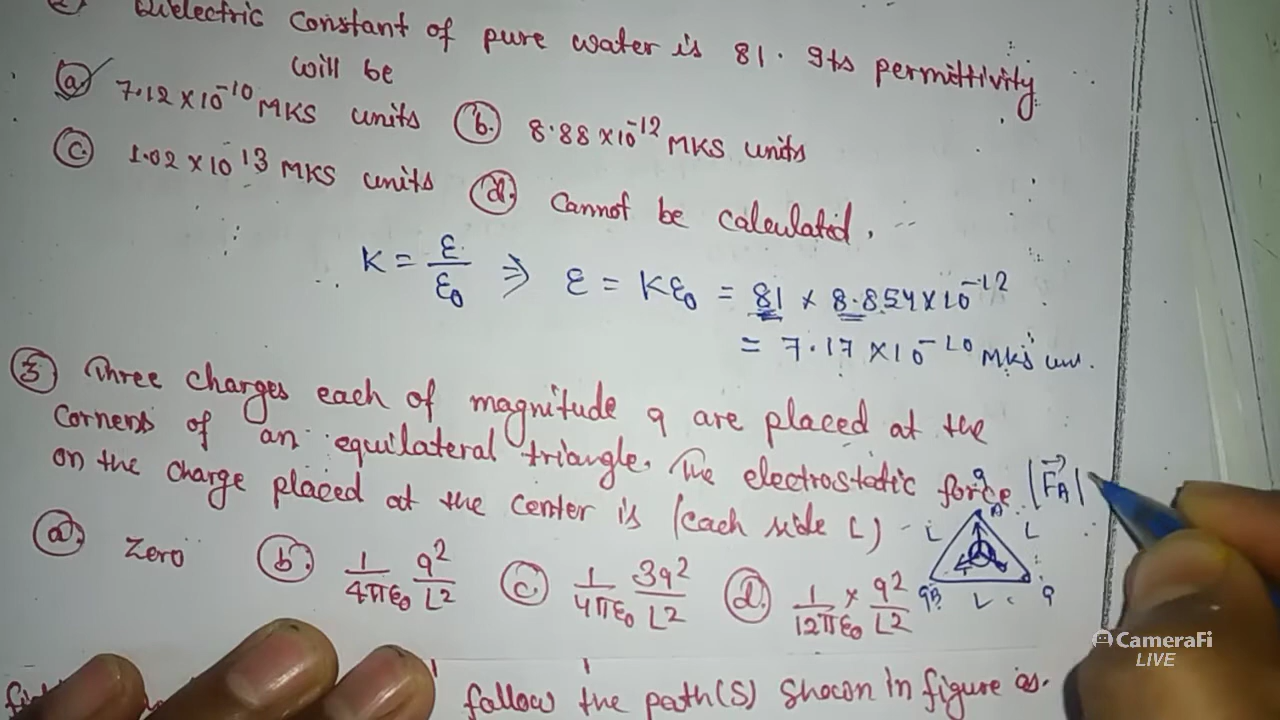 Dielectric Constant of pure water is 81. Its permittivity
will be
(a) 7.12 × 10⁻¹⁰ MKS units (b) 8.88 × 10⁻¹² MKS units
(c) 1.02 × 10⁻¹³ MKS units (d) Cannot be calculated.
K = ε/ε₀ ⇒ ε = Kε₀ = 81 × 8.854 × 10⁻¹²
= 7.17 × 10⁻¹⁰ MKS un.
(3) Three charges each of magnitude q are placed at the
corners of an equilateral triangle. The electrostatic force
on the charge placed at the center is (each side L)
(a) Zero (b) 1/4πε₀ q²/L² (c) 1/4πε₀ 3q²/L² (d) 1/12πε₀ × q²/L²
|F⃗A|
q
A
L L
qB L C q
follow the path(s) shown in figure as.
CameraFi
LIVE